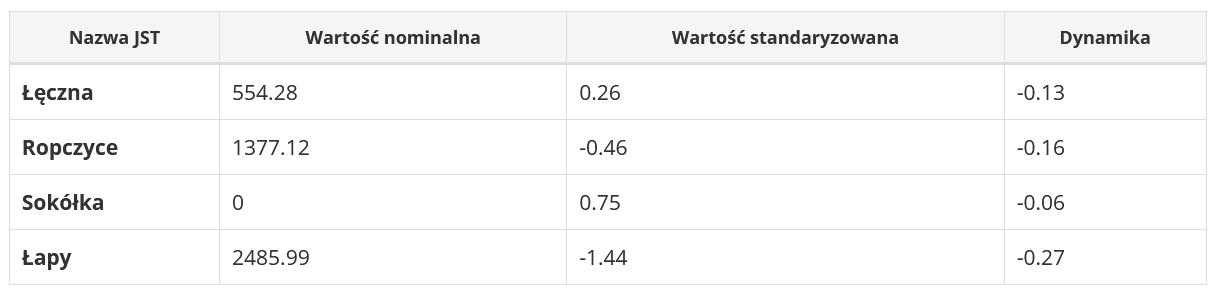 Nazwa JST Wartość nominalna Wartość standaryzowana Dynamika
Łęczna 554.28 0.26 -0.13
Ropczyce 1377.12 -0.46 -0.16
Sokółka 0 0.75 -0.06
Łapy 2485.99 -1.44 -0.27